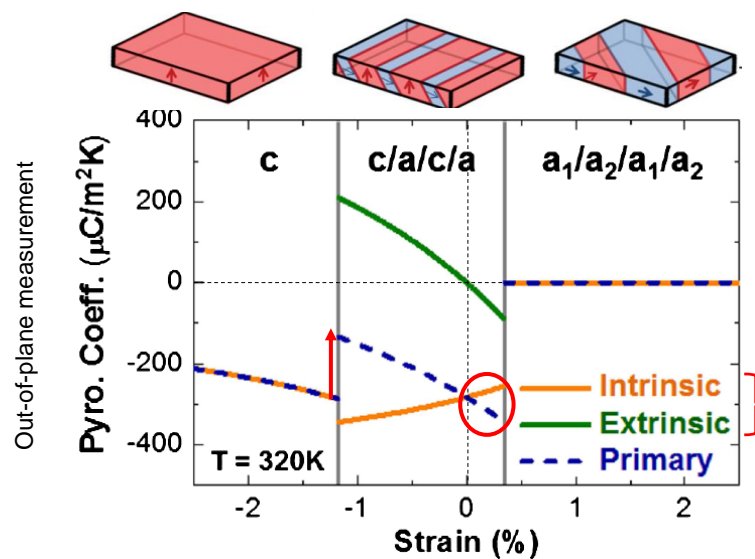 400
200
0
-200
-400
Out-of-plane measurement
Pyro. Coeff. (μC/m²K)
c
c/a/c/a
a₁/a₂/a₁/a₂
Intrinsic
Extrinsic
Primary
T = 320K
-2 -1 0 1 2
Strain (%)